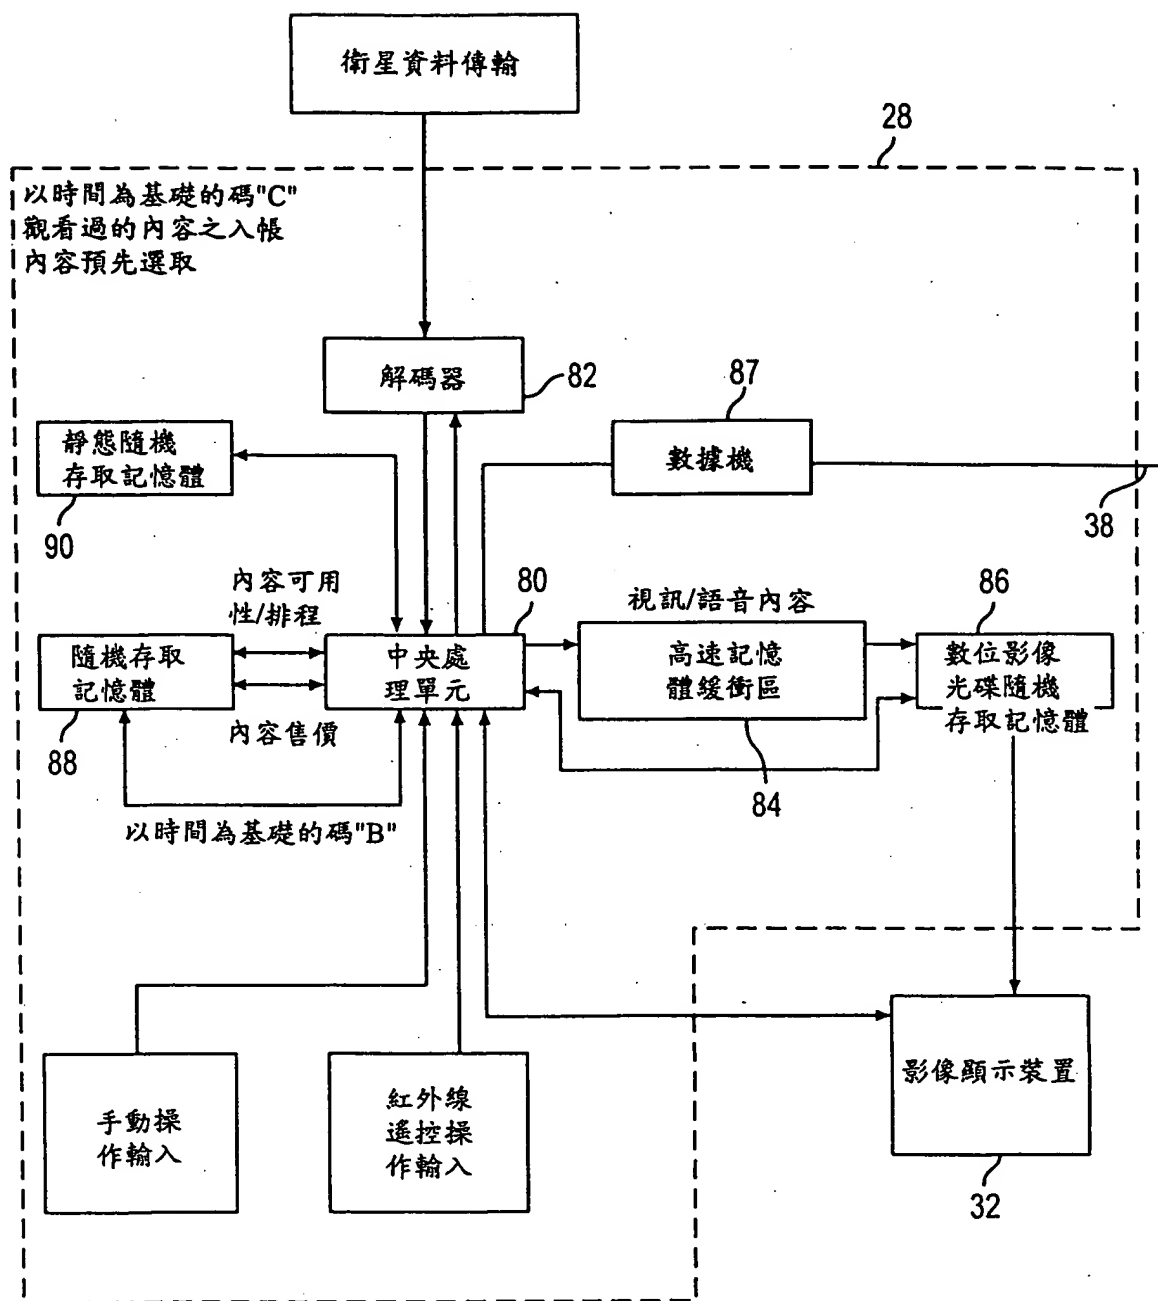 衛星資料傳輸
28
以時間為基礎的碼"C"
觀看過的內容之入帳
內容預先選取
解碼器
82
87
靜態隨機
存取記憶體
數據機
90
38
內容可用
性/排程
80
視訊/語音內容
86
隨機存取
記憶體
中央處
理單元
高速記憶
體緩衝區
數位影像
光碟隨機
存取記憶體
內容售價
88
84
以時間為基礎的碼"B"
手動操
作輸入
紅外線
遙控操
作輸入
影像顯示裝置
32